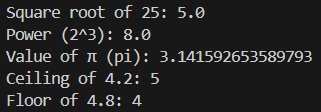 Square root of 25: 5.0
Power (2^3): 8.0
Value of π (pi): 3.141592653589793
Ceiling of 4.2: 5
Floor of 4.8: 4